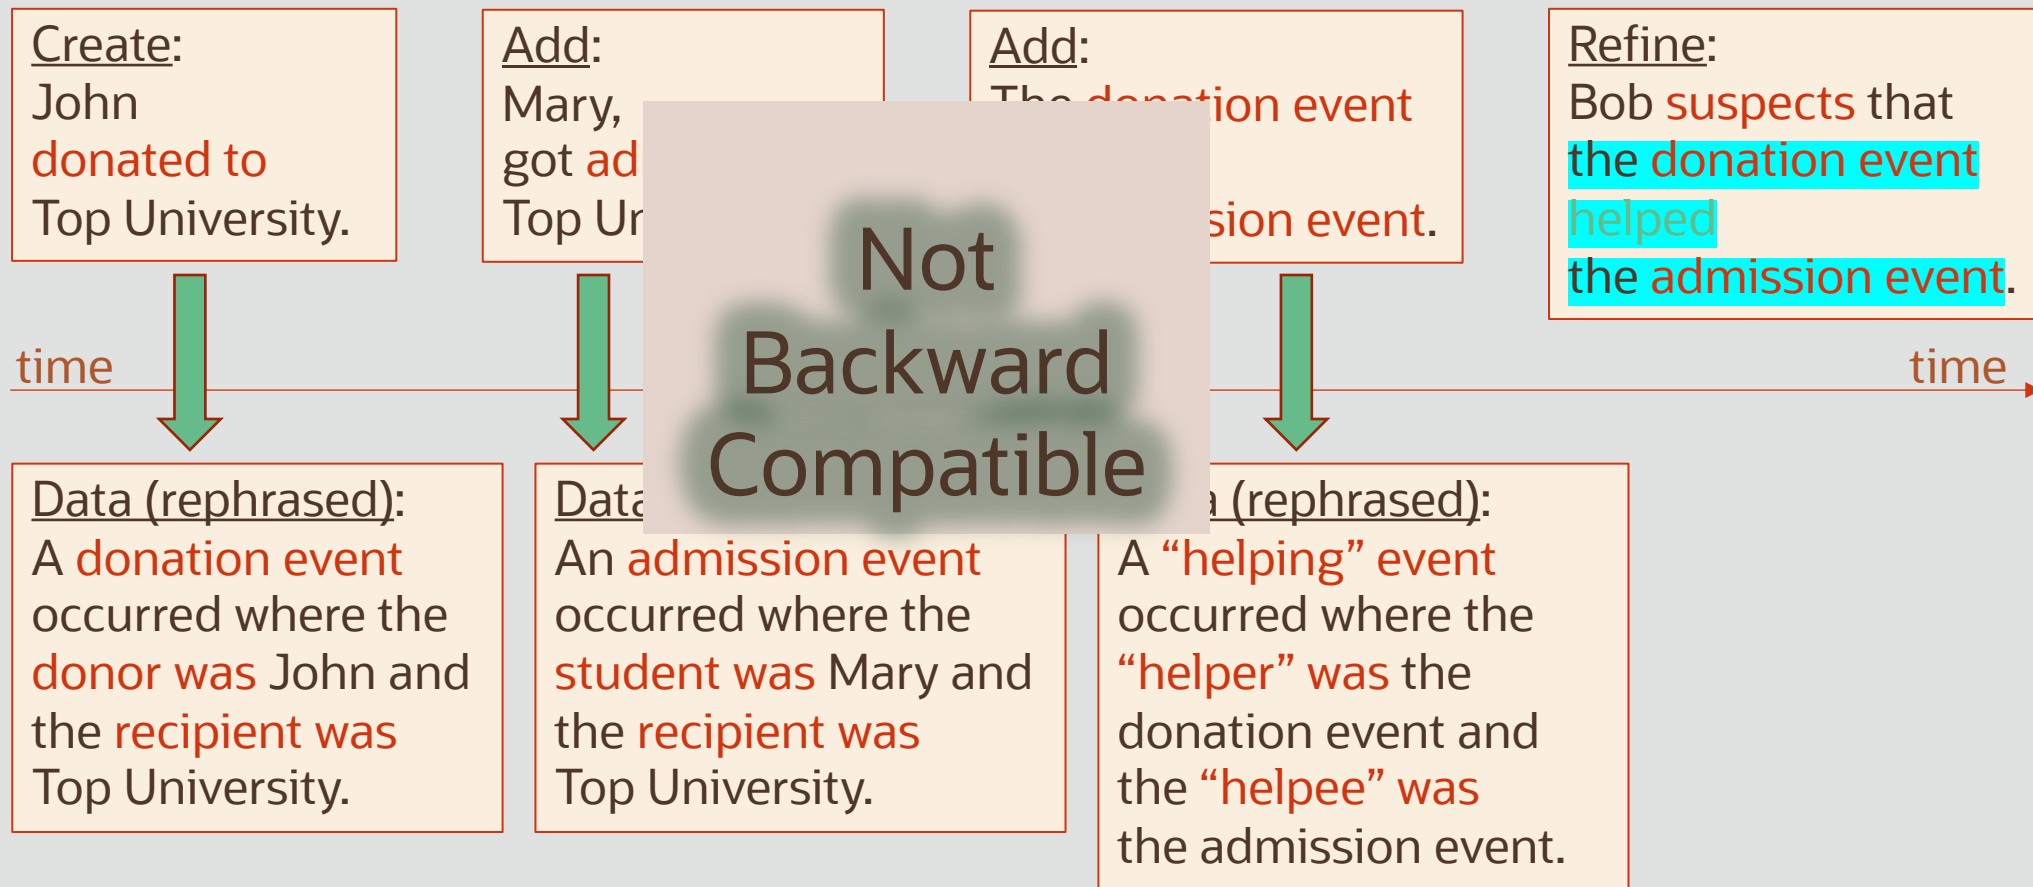 Create:
John
donated to
Top University.
Add:
Mary,
got
Top
Add:
The donation event
event.
Refine:
Bob suspects that
the donation event
helped
the admission event.
Not
Backward
Compatible
time
time
Data (rephrased):
A donation event
occurred where the
donor was John and
the recipient was
Top University.
Data
An admission event
occurred where the
student was Mary and
the recipient was
Top University.
(rephrased):
A “helping” event
occurred where the
“helper” was the
donation event and
the “helpee” was
the admission event.